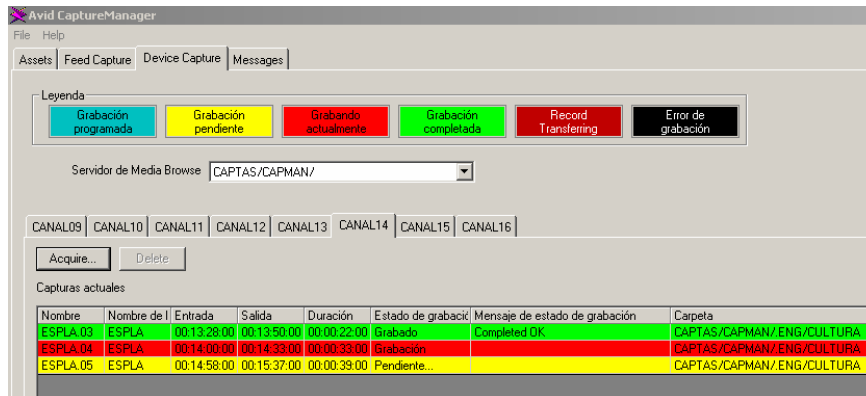 Avid CaptureManager
File Help
Assets Feed Capture Device Capture Messages
Leyenda
Grabación programada Grabación pendiente Grabando actualmente Grabación completada Record Transferring Error de grabación
Servidor de Media Browse CAPTAS/CAPMAN/
CANAL09 CANAL10 CANAL11 CANAL12 CANAL13 CANAL14 CANAL15 CANAL16
Acquire... Delete
Capturas actuales
Nombre Nombre de l Entrada Salida Duración Estado de grabació Mensaje de estado de grabación Carpeta
ESPLA.03 ESPLA 00:13:28:00 00:13:50:00 00:00:22:00 Grabado Completed OK CAPTAS/CAPMAN/.ENG/CULTURA
ESPLA.04 ESPLA 00:14:00:00 00:14:33:00 00:00:33:00 Grabación CAPTAS/CAPMAN/.ENG/CULTURA
ESPLA.05 ESPLA 00:14:58:00 00:15:37:00 00:00:39:00 Pendiente... CAPTAS/CAPMAN/.ENG/CULTURA